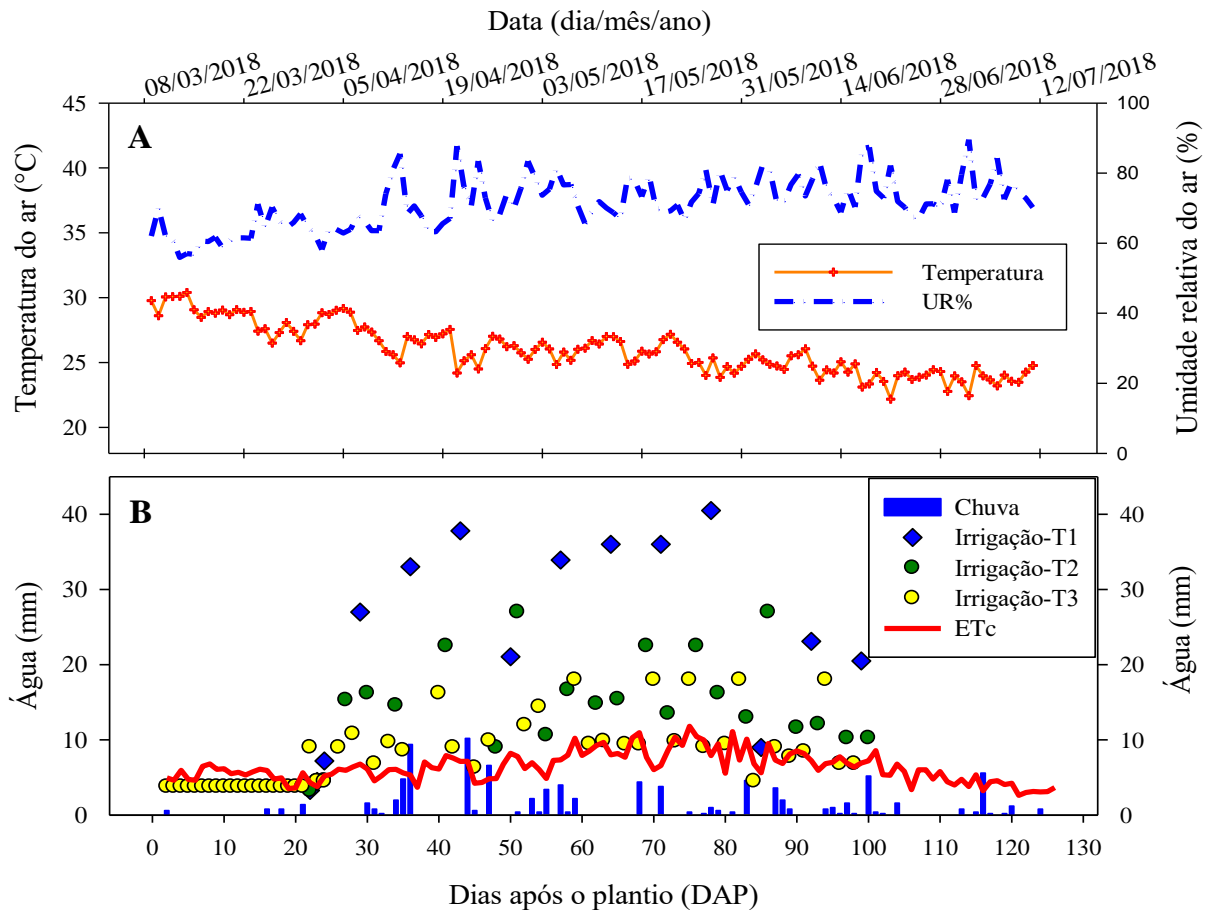 Data (dia/mês/ano)
08/03/2018 22/03/2018 05/04/2018 19/04/2018 03/05/2018 17/05/2018 31/05/2018 14/06/2018 28/06/2018 12/07/2018
A
Temperatura do ar (°C)
45
40
35
30
25
20
Temperatura
UR%
100
80
60
40
20
0
Umidade relativa do ar (%)
B
Água (mm)
40
30
20
10
0
Chuva
Irrigação-T1
Irrigação-T2
Irrigação-T3
ETc
40
30
20
10
0
Água (mm)
0 10 20 30 40 50 60 70 80 90 100 110 120 130
Dias após o plantio (DAP)